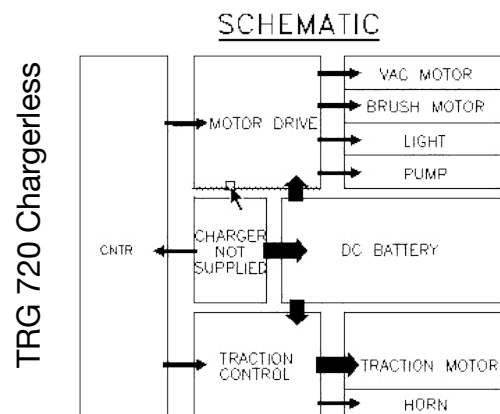 SCHEMATIC
TRG 720 Chargerless
VAC MOTOR
BRUSH MOTOR
MOTOR DRIVE
LIGHT
PUMP
CNTR
CHARGER
NOT
SUPPLIED
DC BATTERY
TRACTION
CONTROL
TRACTION MOTOR
HORN